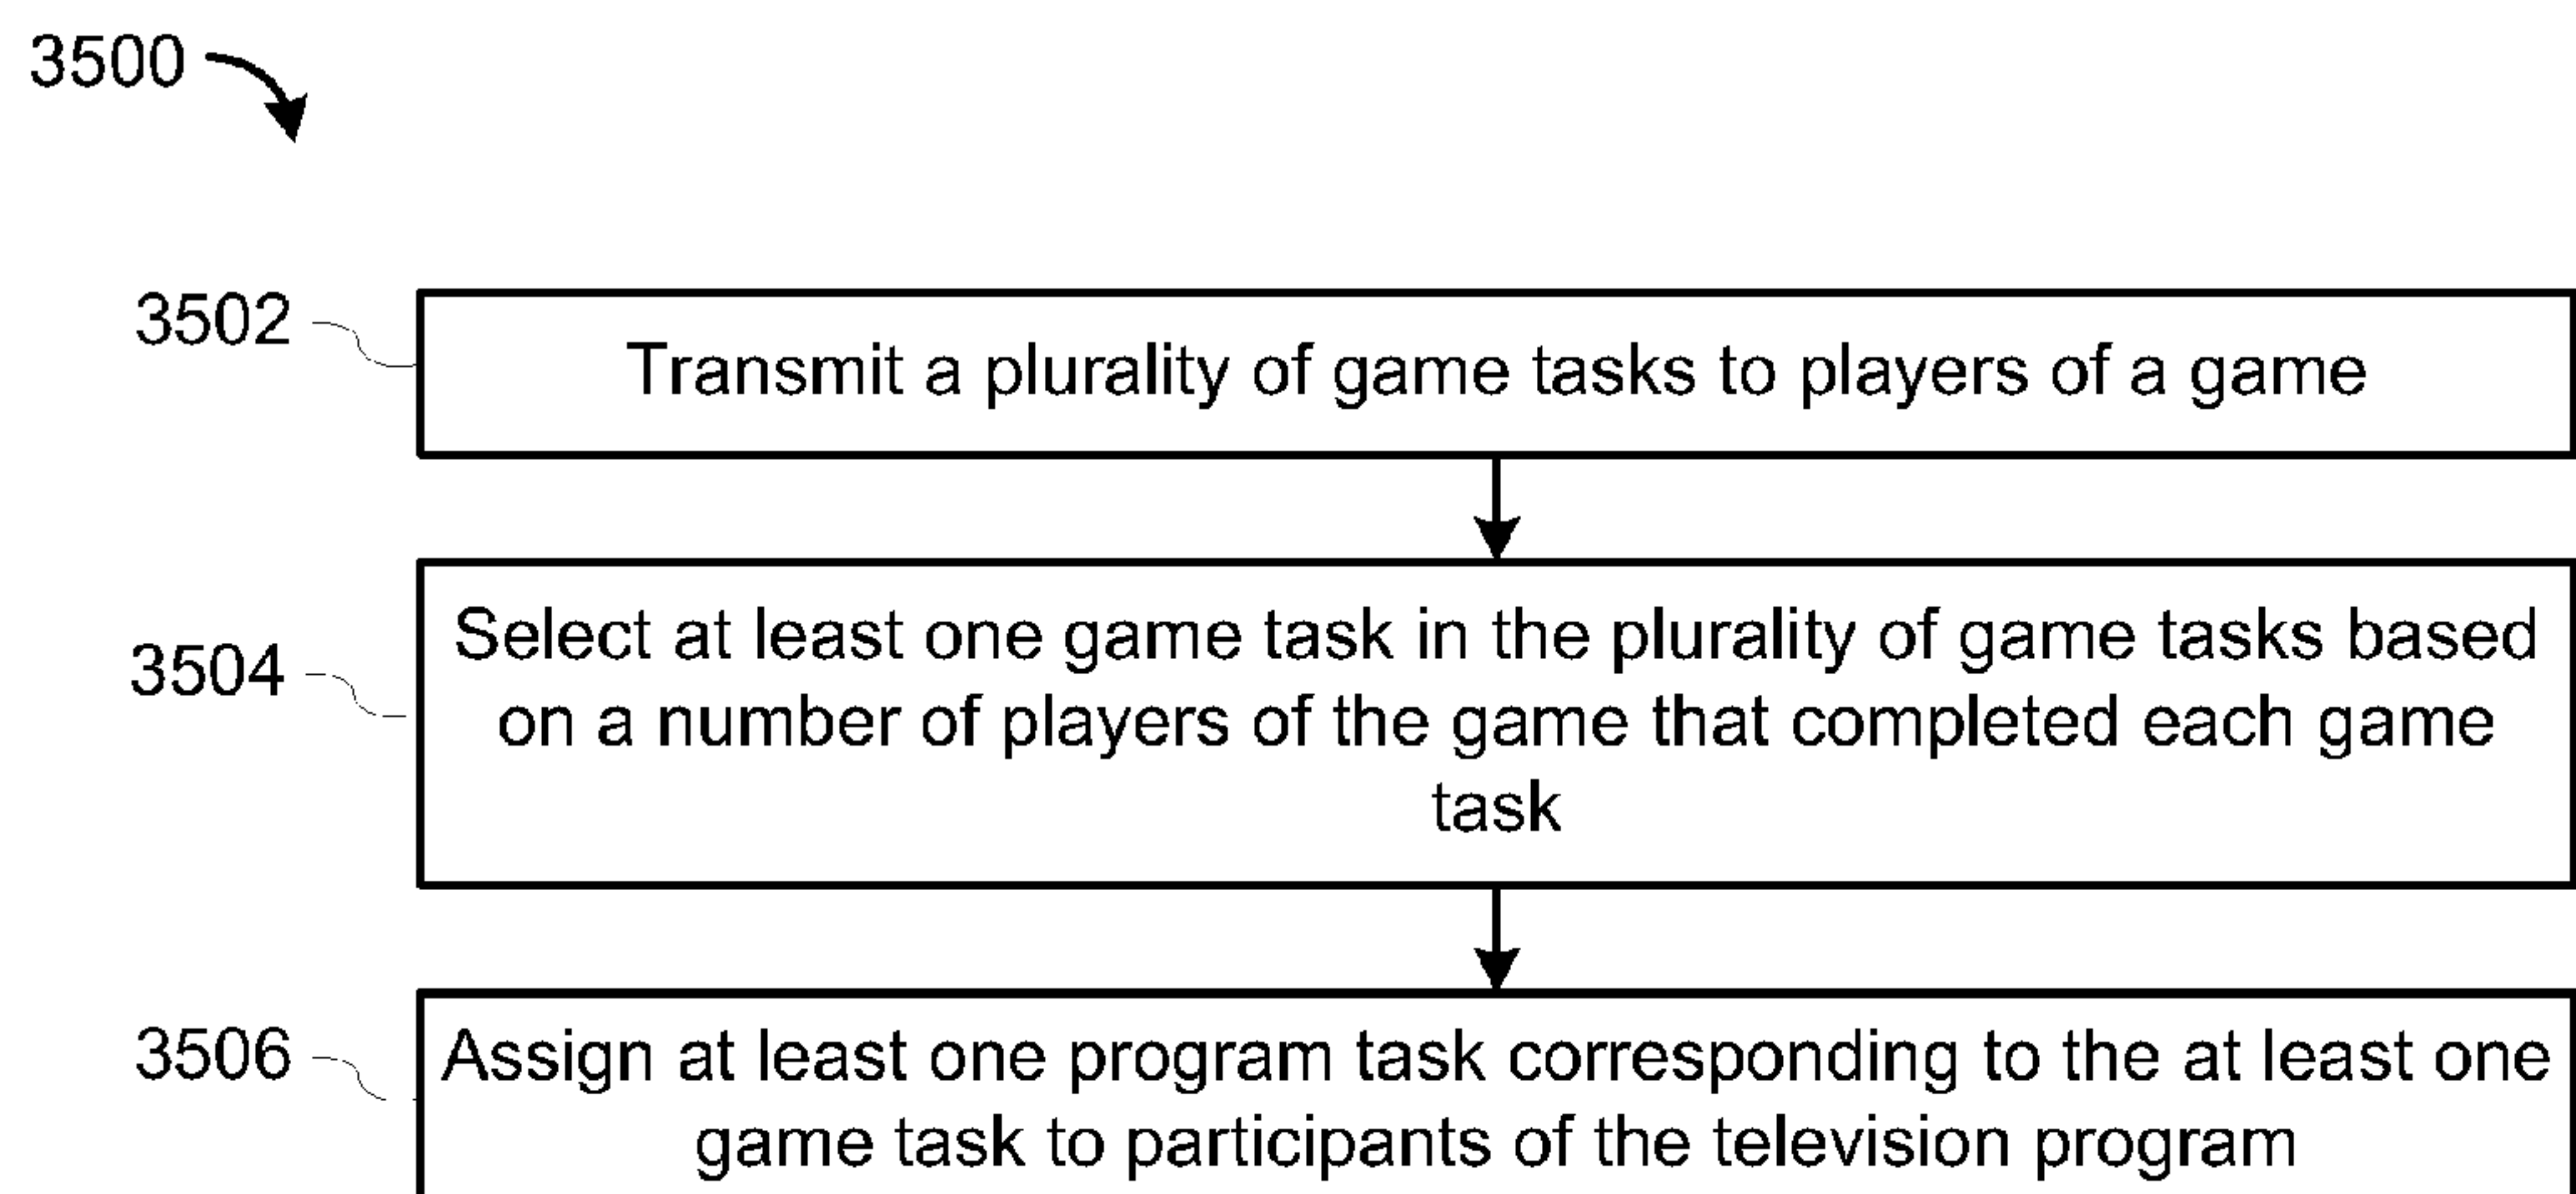 3500
3502
Transmit a plurality of game tasks to players of a game
3504
Select at least one game task in the plurality of game tasks based
on a number of players of the game that completed each game
task
3506
Assign at least one program task corresponding to the at least one
game task to participants of the television program